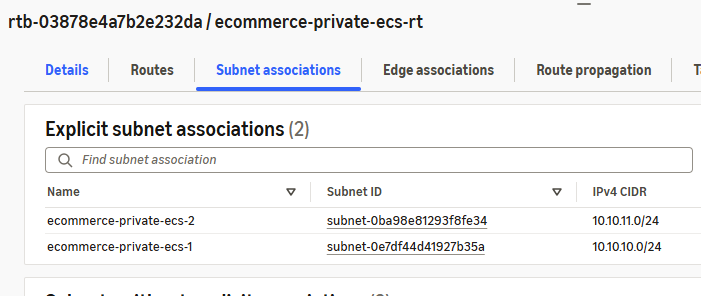 rtb-03878e4a7b2e232da / ecommerce-private-ecs-rt
Details Routes Subnet associations Edge associations Route propagation
Explicit subnet associations (2)
Find subnet association
Name Subnet ID IPv4 CIDR
ecommerce-private-ecs-2 subnet-0ba98e81293f8fe34 10.10.11.0/24
ecommerce-private-ecs-1 subnet-0e7df44d41927b35a 10.10.10.0/24